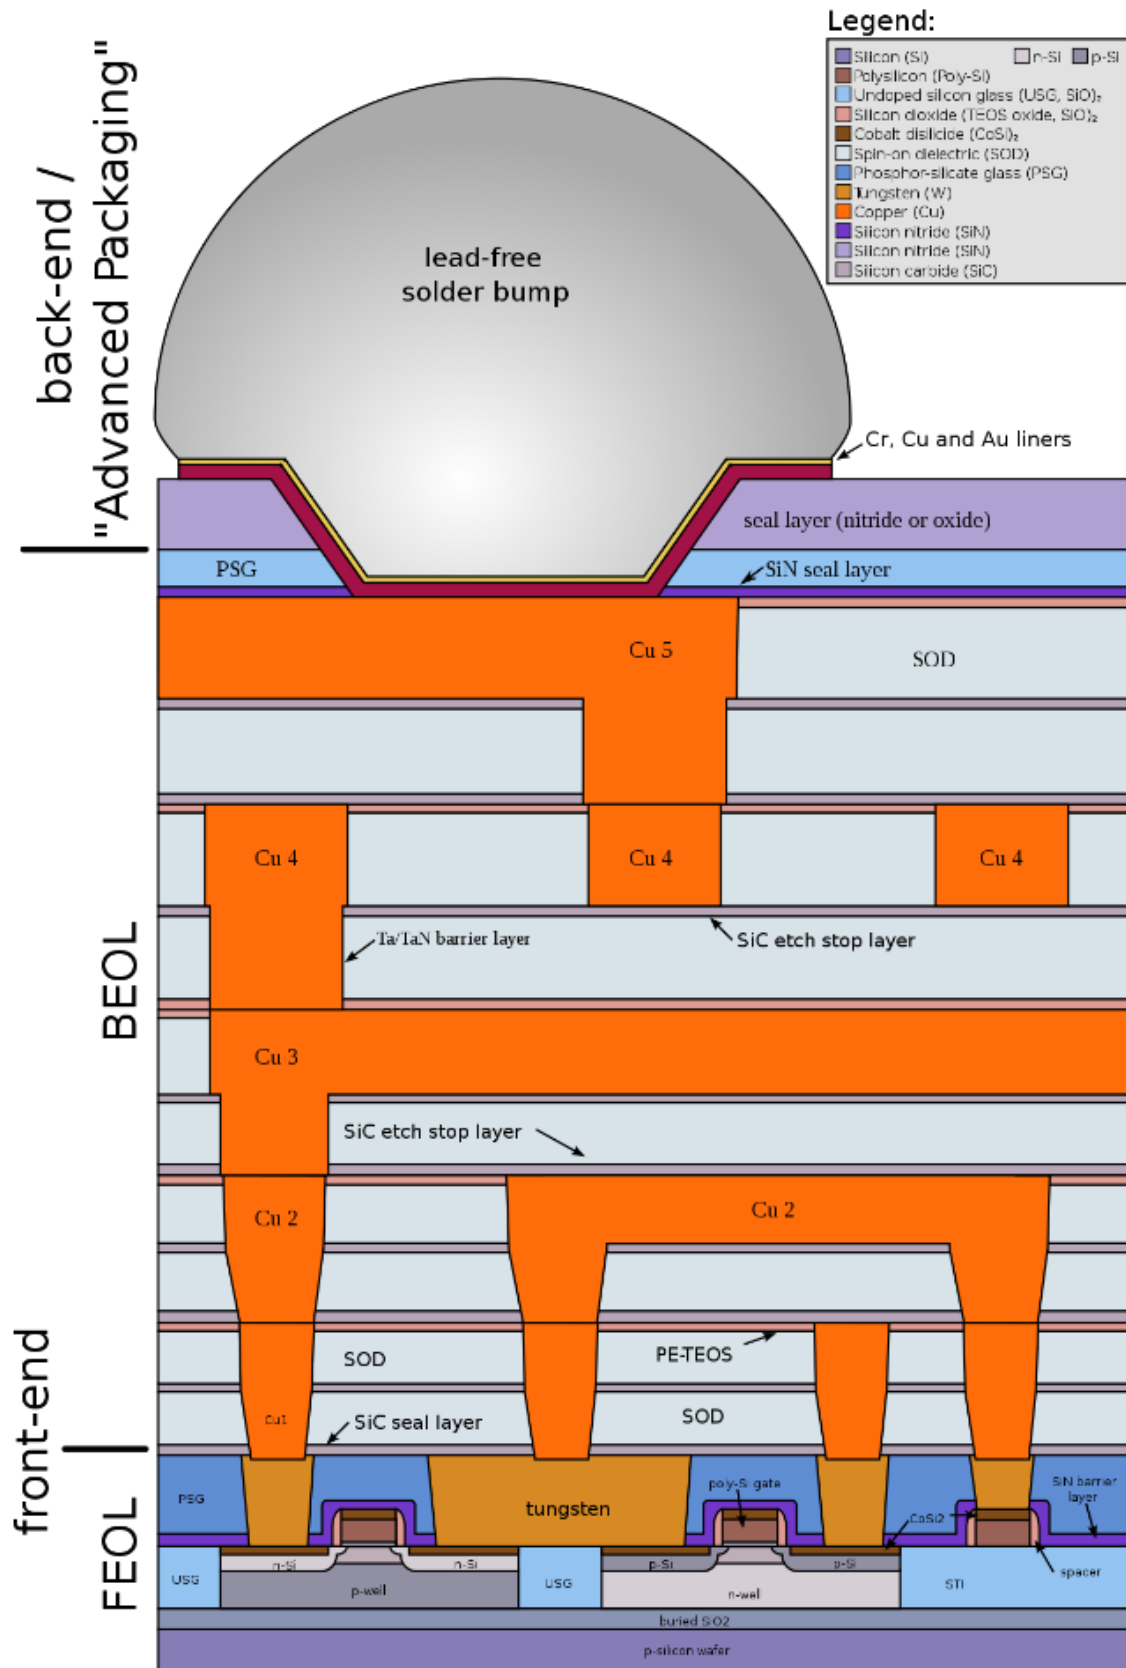 Legend:
Silicon (Si)
n-Si
p-Si
Polysilicon (Poly-Si)
Undoped silicon glass (USG, SiO)₂
Silicon dioxide (TEOS oxide, SiO)₂
Cobalt disilicide (CoSi)₂
Spin-on dielectric (SOD)
Phosphor-silicate glass (PSG)
Tungsten (W)
Copper (Cu)
Silicon nitride (SiN)
Silicon nitride (SiN)
Silicon carbide (SiC)
back-end /
"Advanced Packaging"
lead-free
solder bump
Cr, Cu and Au liners
seal layer (nitride or oxide)
PSG
SiN seal layer
Cu 5
SOD
Cu 4
Cu 4
Cu 4
BEOL
Ta/TaN barrier layer
SiC etch stop layer
Cu 3
SiC etch stop layer
Cu 2
Cu 2
front-end
SOD
PE-TEOS
Cu1
SiC seal layer
SOD
FEOL
PSG
tungsten
poly-Si gate
SiN barrier
layer
CoSi2
n-Si
n-Si
p-Si
p-Si
spacer
USG
p-well
USG
n-well
STI
buried SiO2
p-silicon wafer